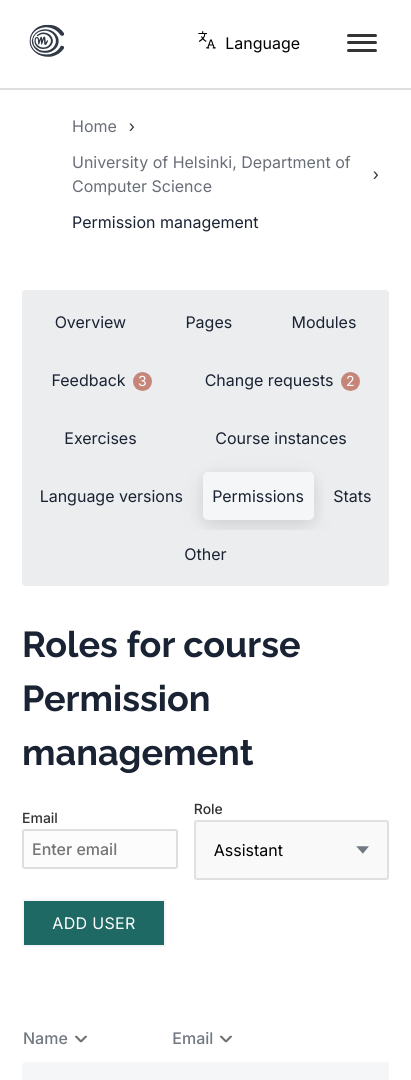 Language
Home
University of Helsinki, Department of
Computer Science
Permission management
Overview
Pages
Modules
Feedback 3
Change requests 2
Exercises
Course instances
Language versions
Permissions
Stats
Other
Roles for course
Permission
management
Email
Role
Enter email
Assistant
ADD USER
Name
Email